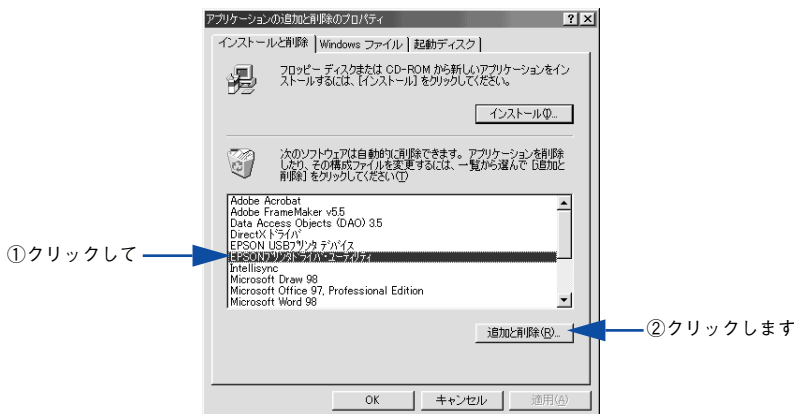 アプリケーションの追加と削除のプロパティ
インストールと削除 Windows ファイル 起動ディスク
フロッピー ディスクまたは CD-ROM から新しいアプリケーションをイン
ストールするには、[インストール] をクリックしてください。
インストール(I)...
次のソフトウェアは自動的に削除できます。アプリケーションを削除
したり、その構成ファイルを変更するには、一覧から選んで [追加と
削除] をクリックしてください(T)
Adobe Acrobat
Adobe FrameMaker v5.5
Data Access Objects (DAO) 3.5
DirectX ドライバ
EPSON USBプリンタ デバイス
EPSONプリンタドライバ・ユーティリティ
Intellisync
Microsoft Draw 98
Microsoft Office 97, Professional Edition
Microsoft Word 98
①クリックして
追加と削除(R)...
②クリックします
OK キャンセル 適用(A)